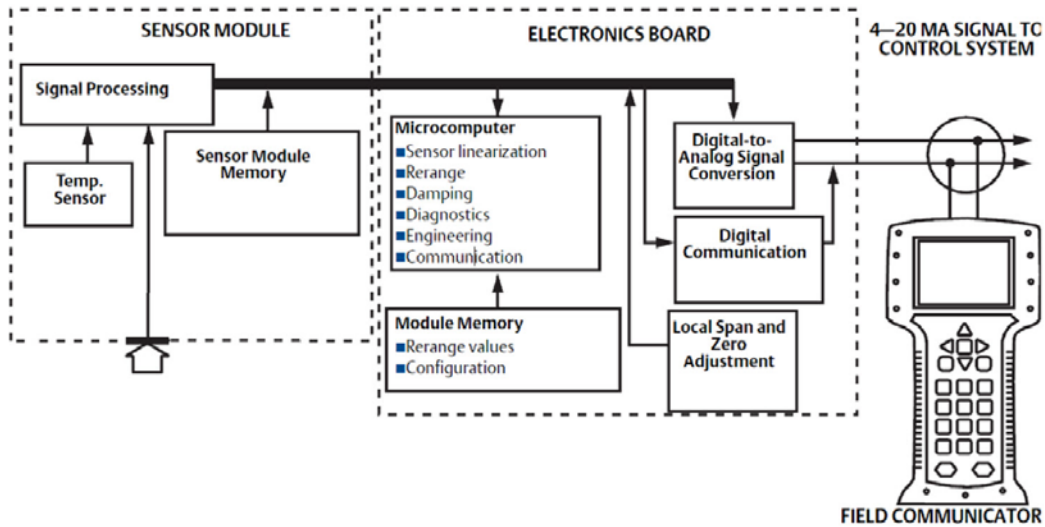 SENSOR MODULE
Signal Processing
Temp.
Sensor
Sensor Module
Memory
ELECTRONICS BOARD
Microcomputer
■Sensor linearization
■Rerange
■Damping
■Diagnostics
■Engineering
■Communication
Module Memory
■Rerange values
■Configuration
Digital-to-
Analog Signal
Conversion
Digital
Communication
Local Span and
Zero
Adjustment
4—20 MA SIGNAL TO
CONTROL SYSTEM
FIELD COMMUNICATOR